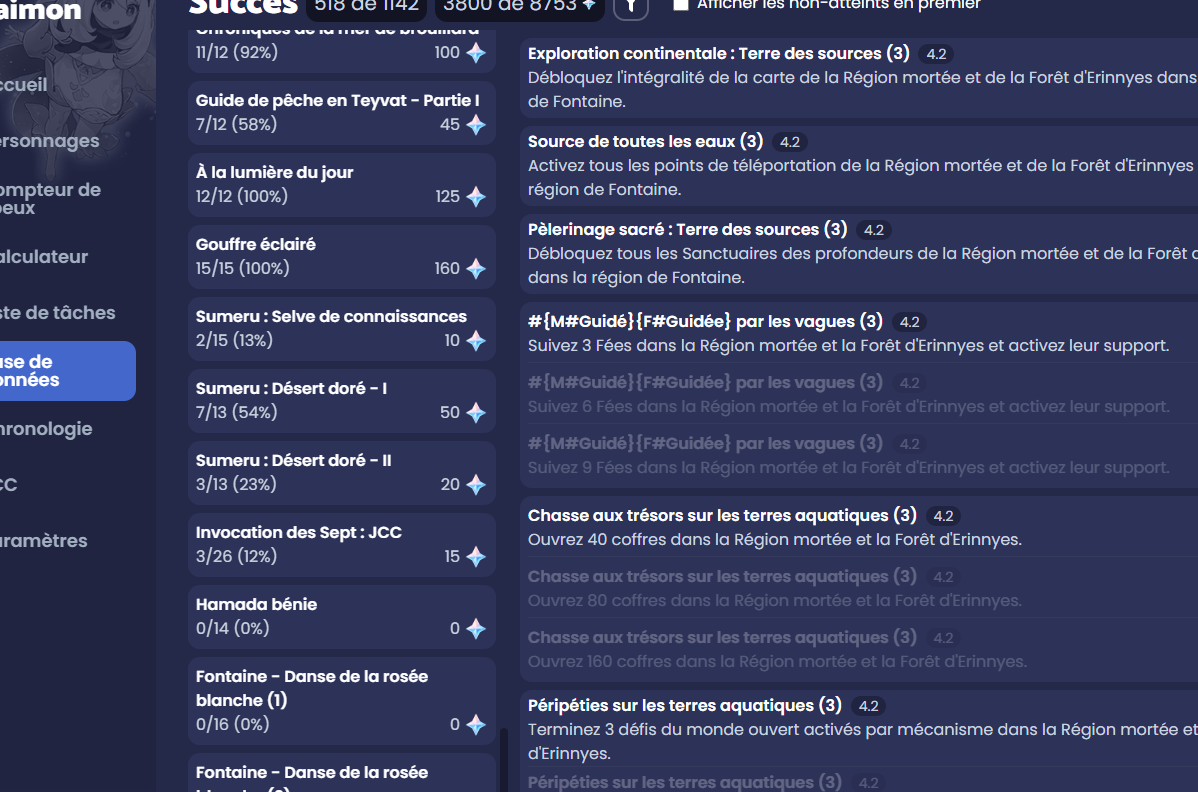 aimon
ccueil
ersonnages
ompteur de
oeux
alculateur
ste de tâches
ase de
onnées
hronologie
CC
aramètres
Succès 518 de 1142 3800 de 8753 Afficher les non-atteints en premier
Chroniques de la mer de brouillard
11/12 (92%) 100
Guide de pêche en Teyvat - Partie I
7/12 (58%) 45
À la lumière du jour
12/12 (100%) 125
Gouffre éclairé
15/15 (100%) 160
Sumeru : Selve de connaissances
2/15 (13%) 10
Sumeru : Désert doré - I
7/13 (54%) 50
Sumeru : Désert doré - II
3/13 (23%) 20
Invocation des Sept : JCC
3/26 (12%) 15
Hamada bénie
0/14 (0%) 0
Fontaine - Danse de la rosée
blanche (1)
0/16 (0%) 0
Fontaine - Danse de la rosée
Exploration continentale : Terre des sources (3) 4.2
Débloquez l'intégralité de la carte de la Région mortée et de la Forêt d'Erinnyes dans
de Fontaine.
Source de toutes les eaux (3) 4.2
Activez tous les points de téléportation de la Région mortée et de la Forêt d'Erinnyes
région de Fontaine.
Pèlerinage sacré : Terre des sources (3) 4.2
Débloquez tous les Sanctuaires des profondeurs de la Région mortée et de la Forêt d
dans la région de Fontaine.
#{M#Guidé}{F#Guidée} par les vagues (3) 4.2
Suivez 3 Fées dans la Région mortée et la Forêt d'Erinnyes et activez leur support.
#{M#Guidé}{F#Guidée} par les vagues (3) 4.2
Suivez 6 Fées dans la Région mortée et la Forêt d'Erinnyes et activez leur support.
#{M#Guidé}{F#Guidée} par les vagues (3) 4.2
Suivez 9 Fées dans la Région mortée et la Forêt d'Erinnyes et activez leur support.
Chasse aux trésors sur les terres aquatiques (3) 4.2
Ouvrez 40 coffres dans la Région mortée et la Forêt d'Erinnyes.
Chasse aux trésors sur les terres aquatiques (3) 4.2
Ouvrez 80 coffres dans la Région mortée et la Forêt d'Erinnyes.
Chasse aux trésors sur les terres aquatiques (3) 4.2
Ouvrez 160 coffres dans la Région mortée et la Forêt d'Erinnyes.
Péripéties sur les terres aquatiques (3) 4.2
Terminez 3 défis du monde ouvert activés par mécanisme dans la Région mortée et
d'Erinnyes.
Péripéties sur les terres aquatiques (3) 4.2